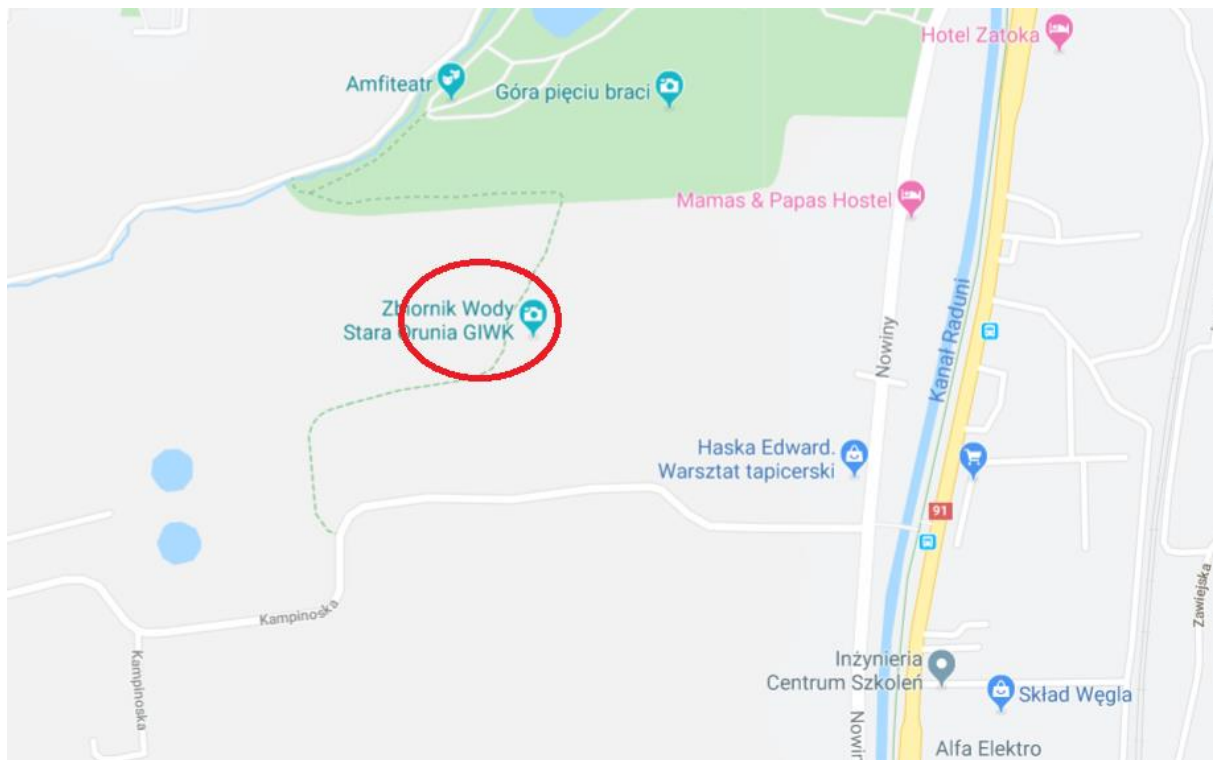 Hotel Zatoka
Amfiteatr
Góra pięciu braci
Mamas & Papas Hostel
Zbiornik Wody
Stara Orunia GIWK
Nowiny
Kanał Raduni
Haska Edward.
Warsztat tapicerski
91
Kampinoska
Kampinoska
Zawiejska
Inżynieria
Centrum Szkoleń
Skład Węgla
Nowin
Alfa Elektro